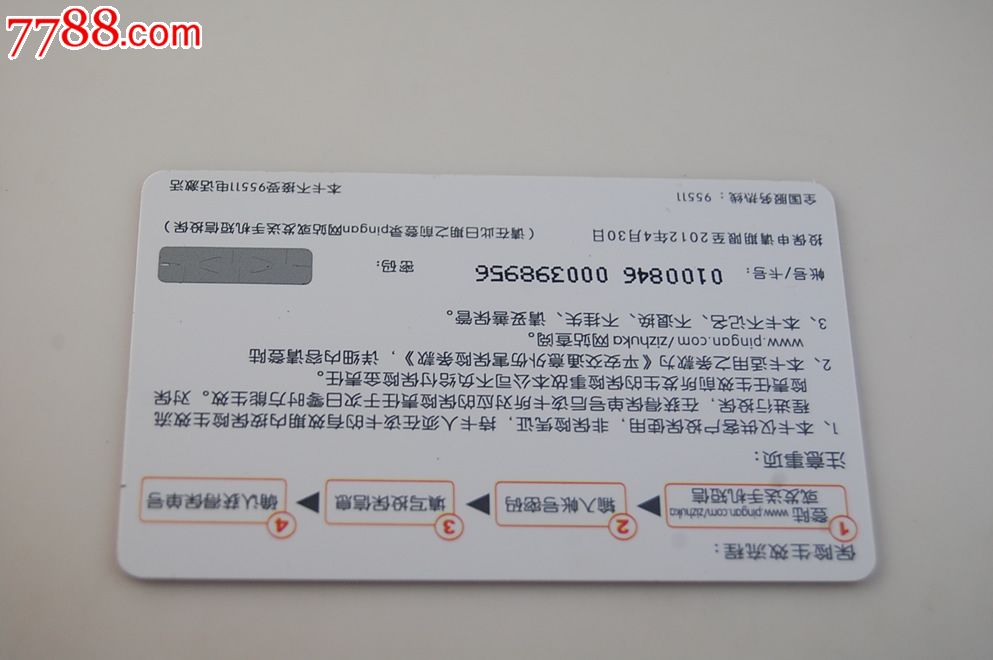 7788.com
保险生效流程：
1
登陆 www.pingan.com/zizhuka
或发送手机短信
2
输入帐号密码
3
填写投保信息
4
确认获得保单号
注意事项：
1、本卡仅供客户投保使用，非保险凭证，持卡人须在该卡的有效期内按保险生效流
程进行投保，在获得保单号后该卡所对应的保险责任于次日零时方能生效。对保
险责任生效前所发生的保险事故本公司不负给付保险金责任。
2、本卡适用之条款为《平安交通意外伤害保险条款》，详细内容请登陆
www.pingan.com/zizhuka网站查阅。
3、本卡不记名、不退换、不挂失，请妥善保管。
帐号/卡号： 0100846 000398956 密码：
投保申请期限至2012年4月30日 （请在此日期之前登录pingan网站或发送手机短信投保）
全国服务热线：95511 本卡不接受95511电话激活